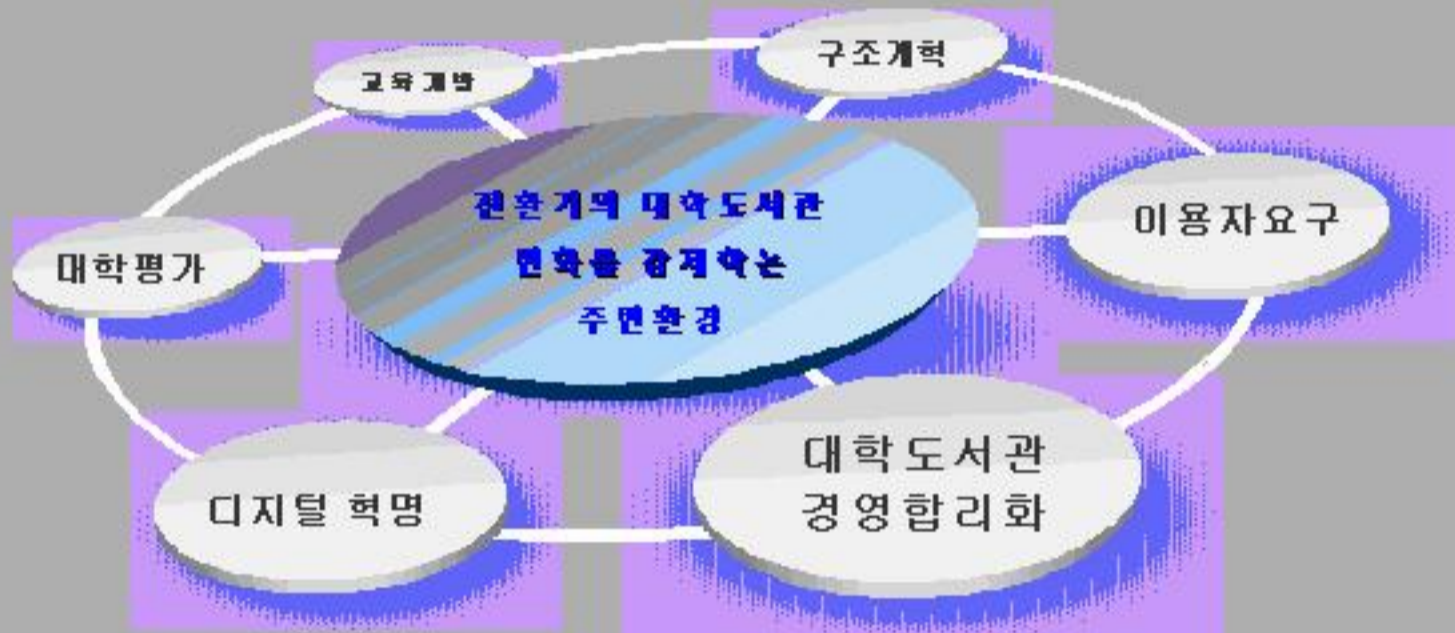 구조개혁
교육개방
이용자요구
전환기의 대학도서관
변화를 강제하는
주변환경
대학평가
대학도서관
경영합리화
디지털 혁명